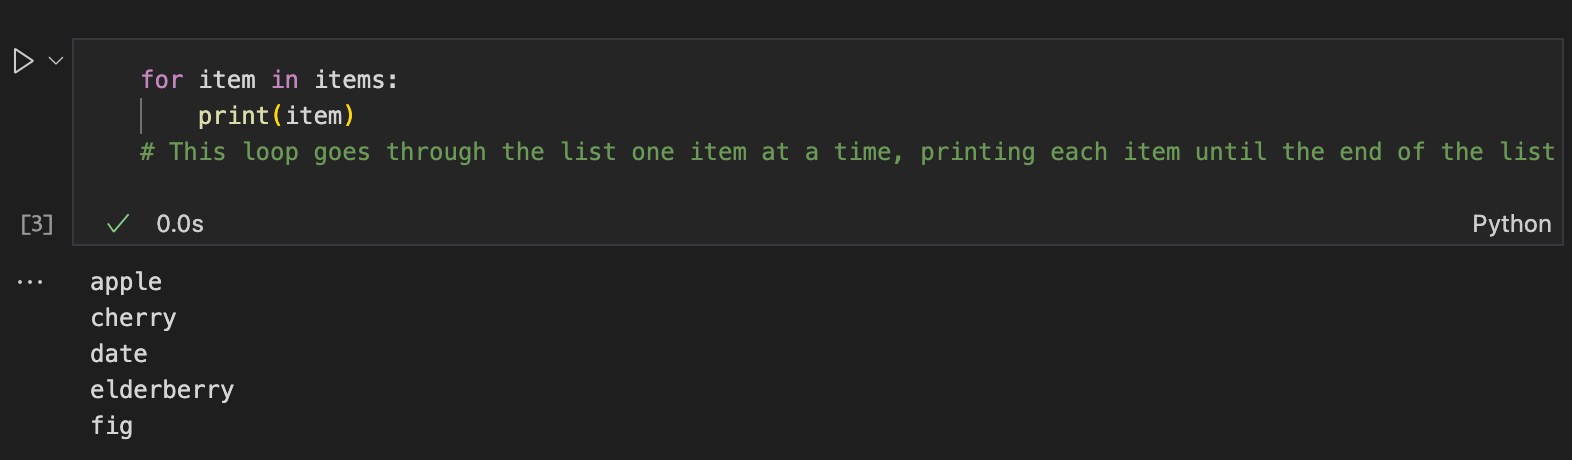 for item in items:
    print(item)
# This loop goes through the list one item at a time, printing each item until the end of the list
[3] 0.0s Python
apple
cherry
date
elderberry
fig